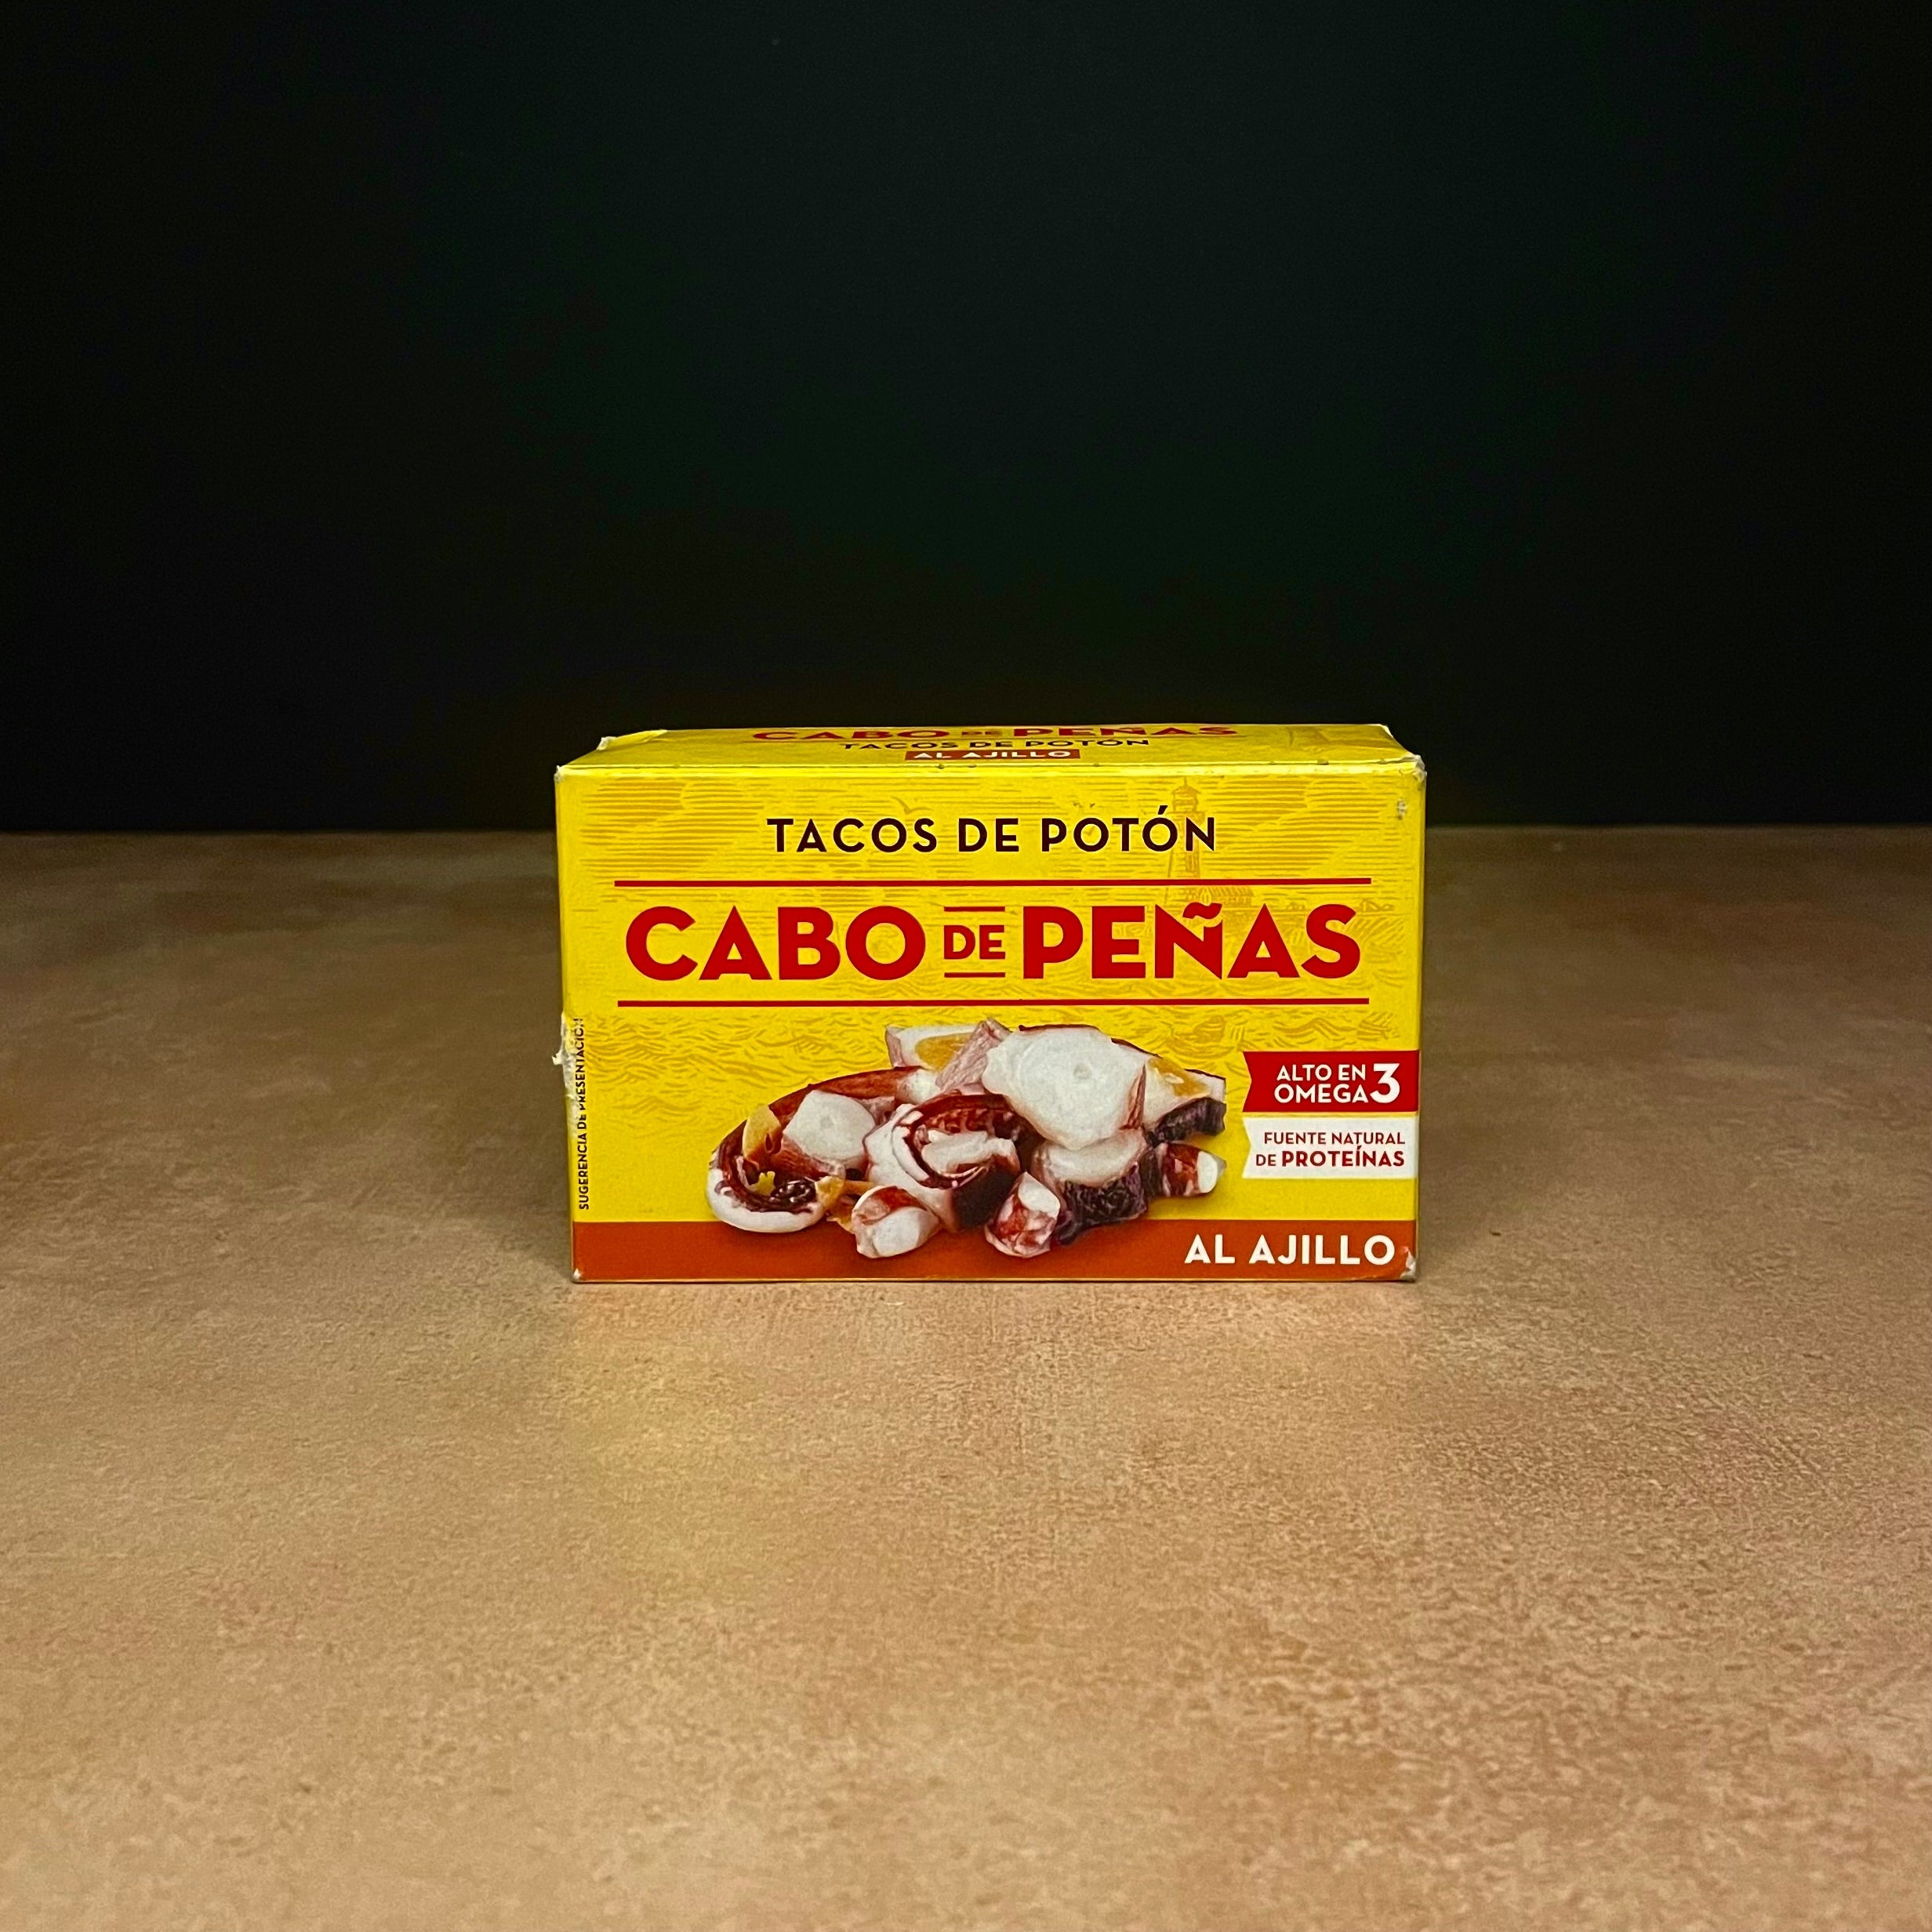 CABO DE PEÑAS
TACOS DE POTÓN
AL AJILLO
TACOS DE POTÓN
CABO DE PEÑAS
SUGERENCIA DE PRESENTACIÓN
ALTO EN
OMEGA 3
FUENTE NATURAL
DE PROTEÍNAS
AL AJILLO